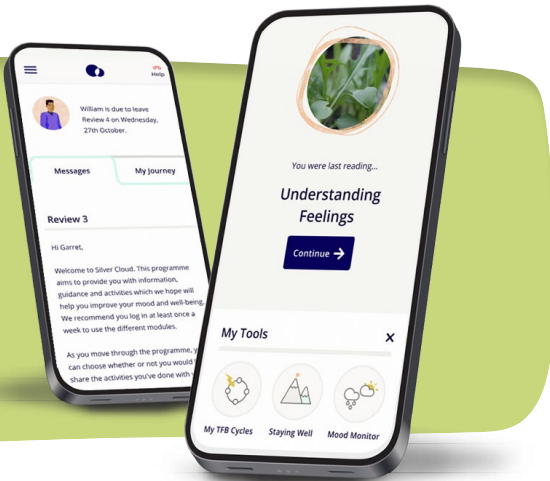 Help
William is due to leave
Review 4 on Wednesday,
27th October.
Messages
My Journey
Review 3
Hi Garret,
Welcome to Silver Cloud. This programme
aims to provide you with information,
guidance and activities which we hope will
help you improve your mood and well-being,
We recommend you log in at least once a
week to use the different modules.
As you move through the programme,
can choose whether or not you would
share the activities you've done with
You were last reading...
Understanding
Feelings
Continue →
My Tools
My TFB Cycles
Staying Well
Mood Monitor